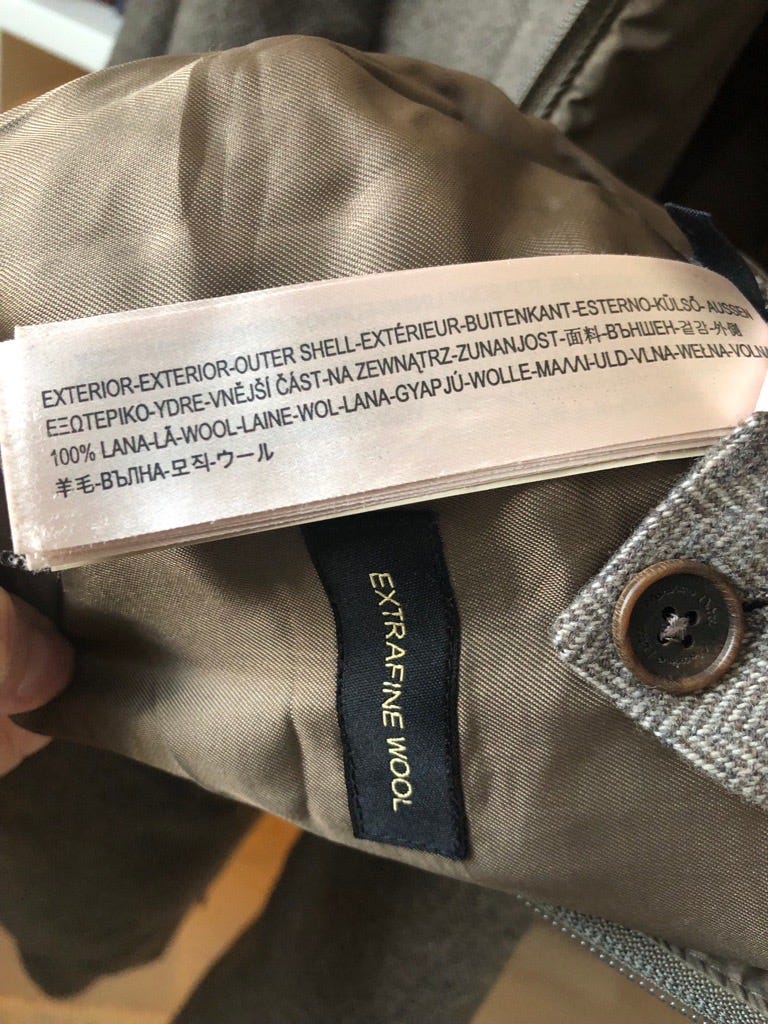 EXTERIOR-EXTERIOR-OUTER SHELL-EXTÉRIEUR-BUITENKANT-ESTERNO-KÜLSŐ-AUSSEN
ΕΞΩΤΕΡΙΚΟ-YDRE-VNĚJŠÍ ČÁST-NA ZEWNĄTRZ-ZUNANJOST-面料-ВЪНШЕН-겉감-外側
100% LANA-LÃ-WOOL-LAINE-WOL-LANA-GYAPJÚ-WOLLE-ΜΑΛΛΙ-ULD-VLNA-WEŁNA-VOLNA
羊毛-ВЪЛНА-모직-ウール
EXTRAFINE WOOL